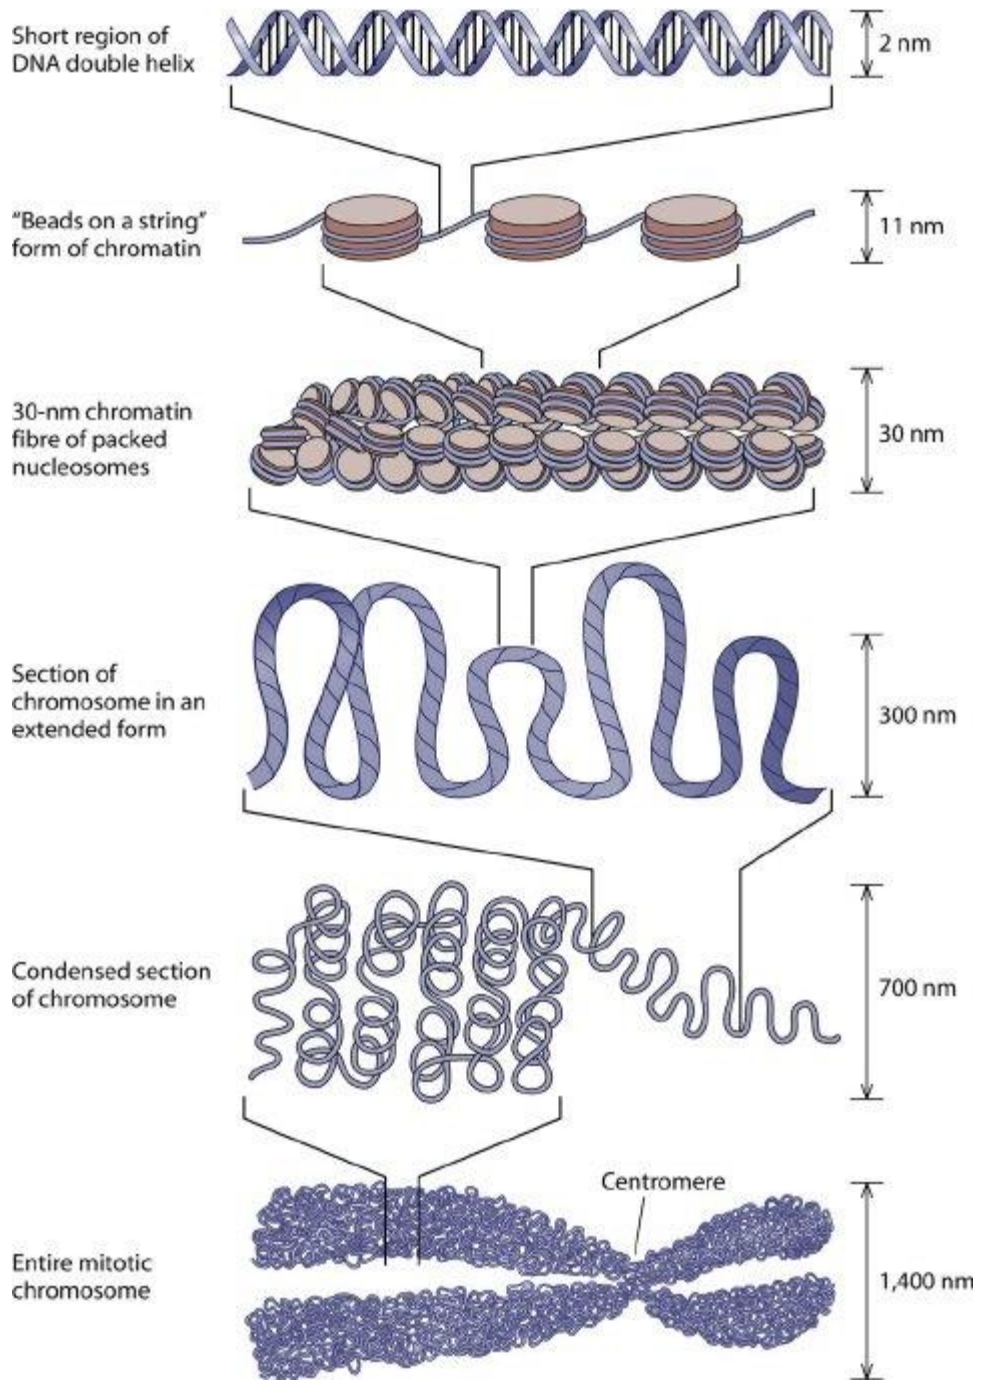 Short region of
DNA double helix
2 nm
"Beads on a string"
form of chromatin
11 nm
30-nm chromatin
fibre of packed
nucleosomes
30 nm
Section of
chromosome in an
extended form
300 nm
Condensed section
of chromosome
700 nm
Centromere
Entire mitotic
chromosome
1,400 nm